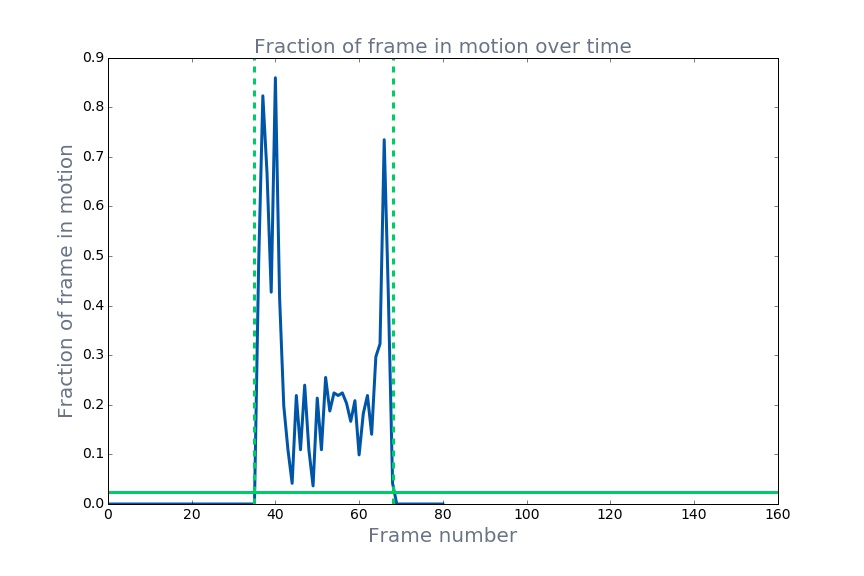 Fraction of frame in motion over time
Fraction of frame in motion
0.9
0.8
0.7
0.6
0.5
0.4
0.3
0.2
0.1
0.0
0 20 40 60 80 100 120 140 160
Frame number